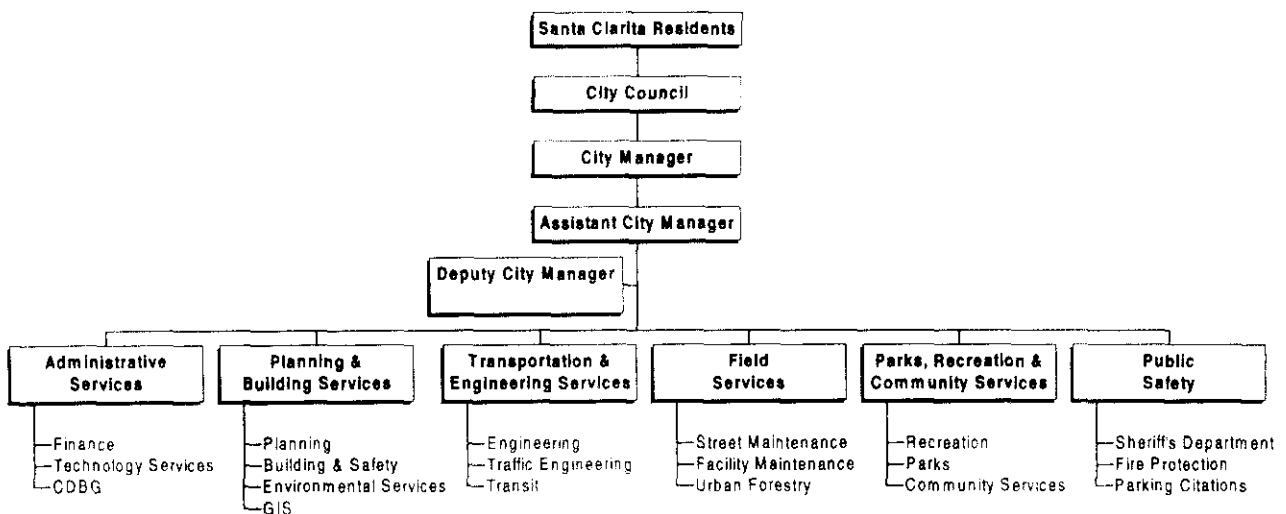 Santa Clarita Residents
City Council
City Manager
Assistant City Manager
Deputy City Manager
Administrative
Services
Finance
Technology Services
CDBG
Planning &
Building Services
Planning
Building & Safety
Environmental Services
GIS
Transportation &
Engineering Services
Engineering
Traffic Engineering
Transit
Field
Services
Street Maintenance
Facility Maintenance
Urban Forestry
Parks, Recreation &
Community Services
Recreation
Parks
Community Services
Public
Safety
Sheriff's Department
Fire Protection
Parking Citations